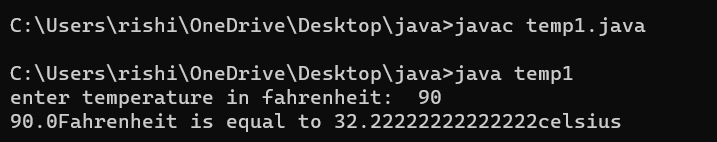 C:\Users\rishi\OneDrive\Desktop\java>javac temp1.java
C:\Users\rishi\OneDrive\Desktop\java>java temp1
enter temperature in fahrenheit:  90
90.0Fahrenheit is equal to 32.22222222222222celsius